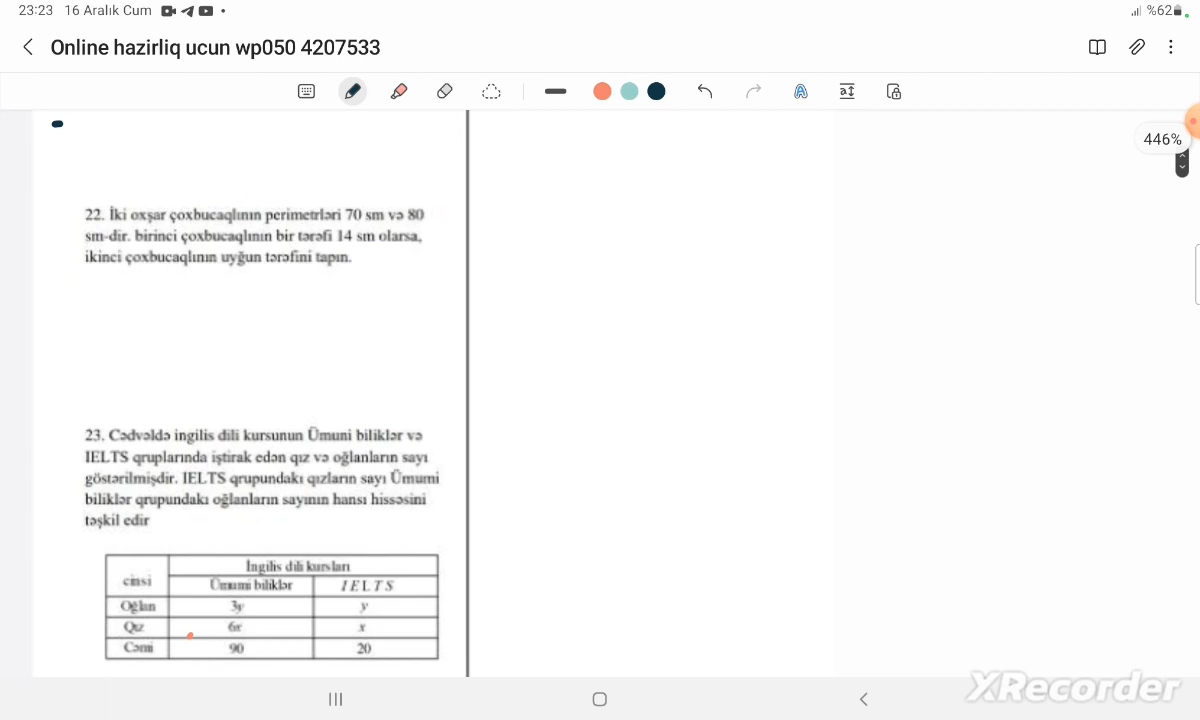 23:23 16 Aralık Cum
%62
Online hazirliq ucun wp050 4207533
446%
22. İki oxşar çoxbucaqlının perimetrləri 70 sm və 80
sm-dir. birinci çoxbucaqlının bir tərəfi 14 sm olarsa,
ikinci çoxbucaqlının uyğun tərəfini tapın.
23. Cədvəldə ingilis dili kursunun Ümuni biliklər və
IELTS qruplarında iştirak edən qız və oğlanların sayı
göstərilmişdir. IELTS qrupundakı qızların sayı Ümumi
biliklər qrupundakı oğlanların sayının hansı hissəsini
təşkil edir
cinsi
İngilis dili kursları
Ümumi biliklər IELTS
Oğlan 3y y
Qız 6x x
Cəmi 90 20
XRecorder